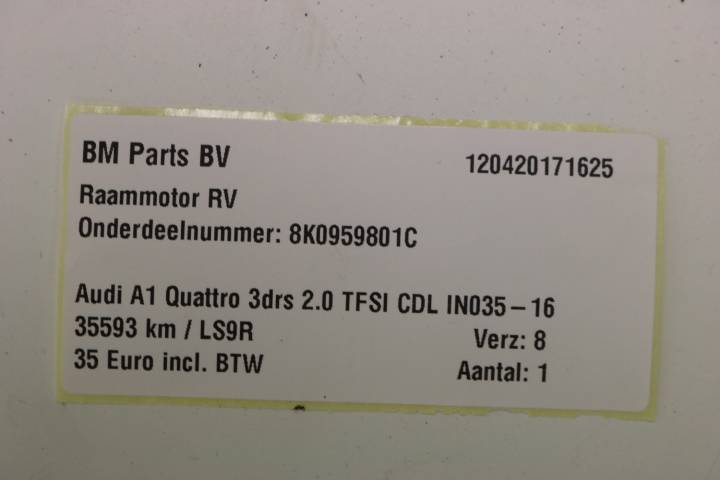 BM Parts BV 120420171625
Raammotor RV
Onderdeelnummer: 8K0959801C
Audi A1 Quattro 3drs 2.0 TFSI CDL IN035-16
35593 km / LS9R Verz: 8
35 Euro incl. BTW Aantal: 1